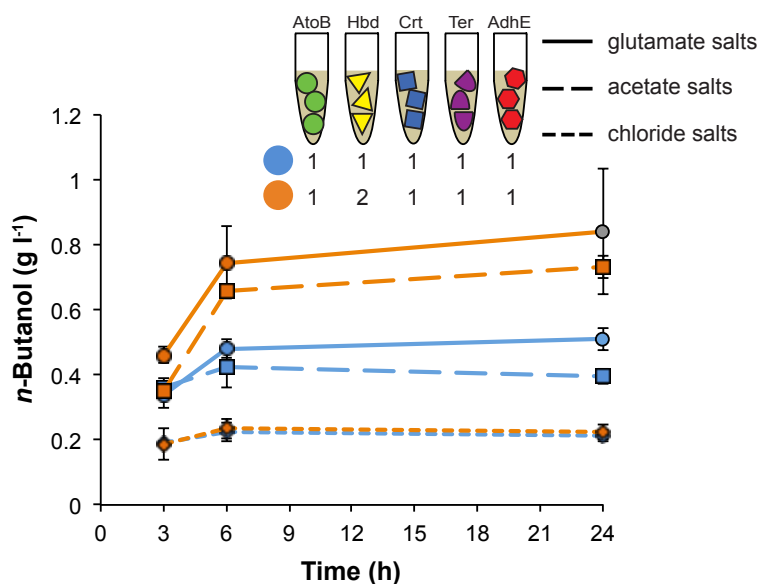 AtoB Hbd Crt Ter AdhE
glutamate salts
acetate salts
chloride salts
1 1 1 1 1
1 2 1 1 1
n-Butanol (g l-1)
1.2
1
0.8
0.6
0.4
0.2
0
0 3 6 9 12 15 18 21 24
Time (h)